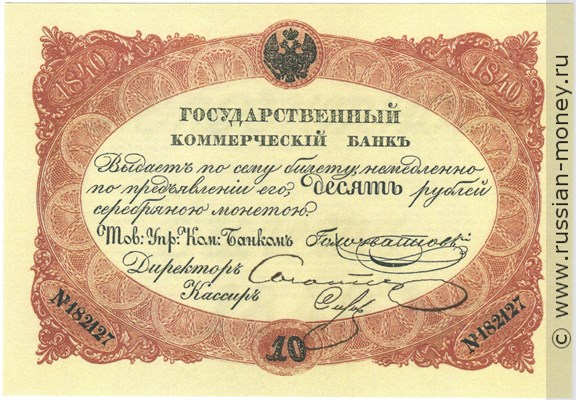 1840 1840
ГОСУДАРСТВЕННЫЙ
КОММЕРЧЕСКІЙ БАНКЪ
Выдаетъ по сему билету, немедленно
по предъявленіи его, десять рублей
серебряною монетою.
Тов: Упр: Ком: Банкомъ
Директоръ
Кассиръ
№182127 №182127
10
www.russian-money.ru